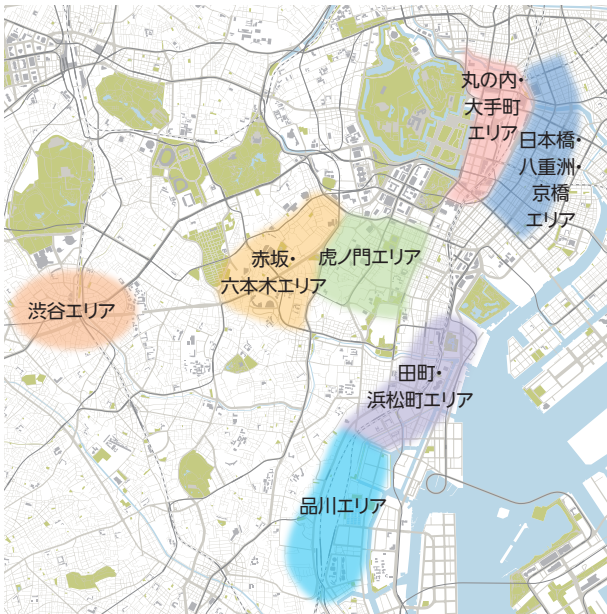 丸の内・
大手町
エリア
日本橋・
八重洲・
京橋
エリア
赤坂・
六本木エリア
虎ノ門エリア
渋谷エリア
田町・
浜松町エリア
品川エリア